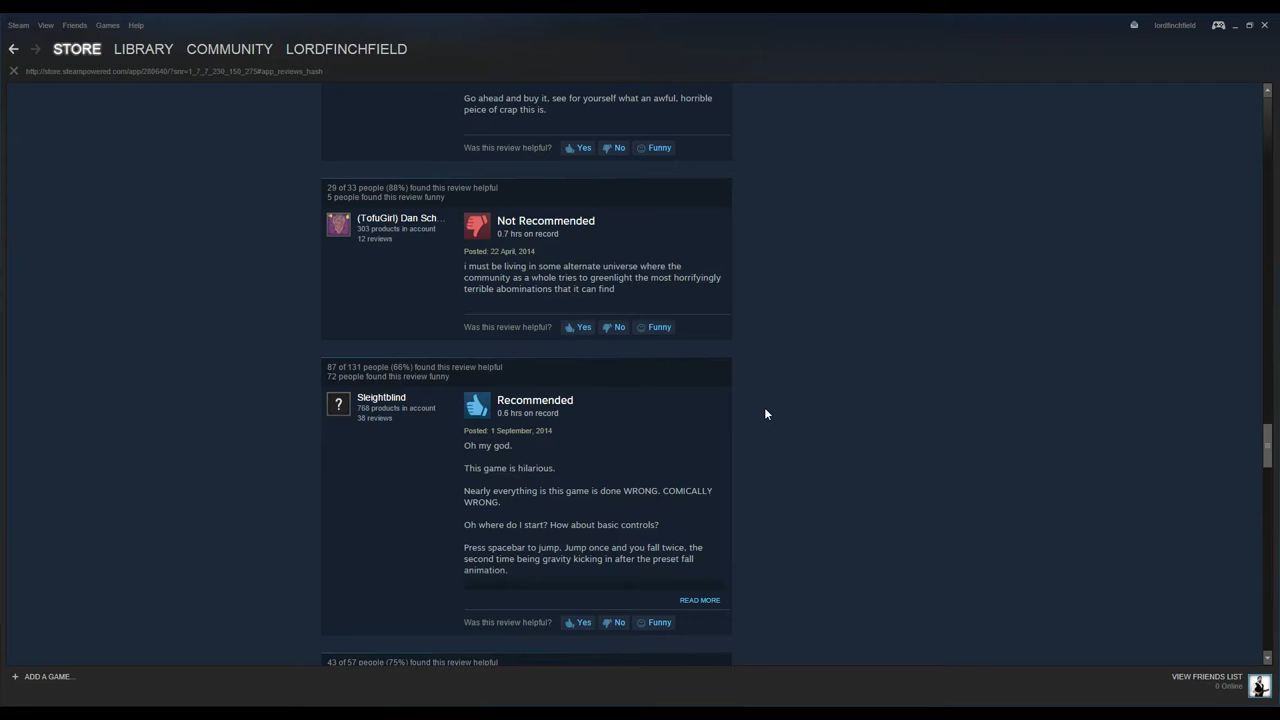 Steam View Friends Games Help
lordfinchfield
STORE LIBRARY COMMUNITY LORDFINCHFIELD
http://store.steampowered.com/app/280640/?snr=1_7_7_230_150_275#app_reviews_hash
Go ahead and buy it, see for yourself what an awful, horrible
peice of crap this is.
Was this review helpful? Yes No Funny
29 of 33 people (88%) found this review helpful
5 people found this review funny
(TofuGirl) Dan Sch...
303 products in account
12 reviews
Not Recommended
0.7 hrs on record
Posted: 22 April, 2014
i must be living in some alternate universe where the
community as a whole tries to greenlight the most horrifyingly
terrible abominations that it can find
Was this review helpful? Yes No Funny
87 of 131 people (66%) found this review helpful
72 people found this review funny
?
Sleightblind
768 products in account
38 reviews
Recommended
0.6 hrs on record
Posted: 1 September, 2014
Oh my god.
This game is hilarious.
Nearly everything is this game is done WRONG. COMICALLY
WRONG.
Oh where do I start? How about basic controls?
Press spacebar to jump. Jump once and you fall twice, the
second time being gravity kicking in after the preset fall
animation.
READ MORE
Was this review helpful? Yes No Funny
43 of 57 people (75%) found this review helpful
+ ADD A GAME...
VIEW FRIENDS LIST
0 Online